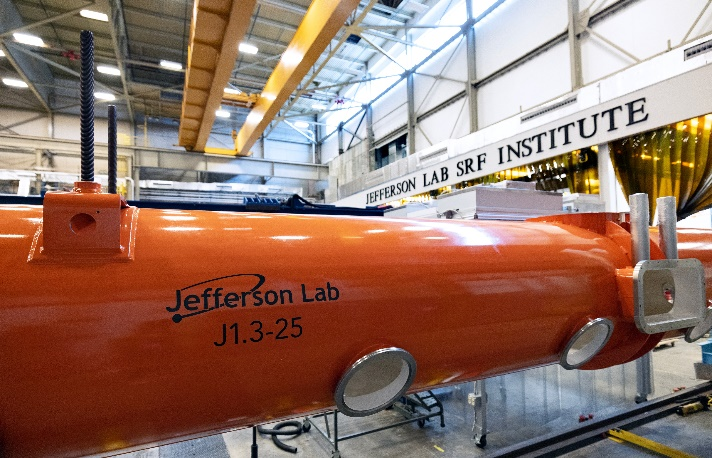 JEFFERSON LAB SRF INSTITUTE
Jefferson Lab
J1.3-25